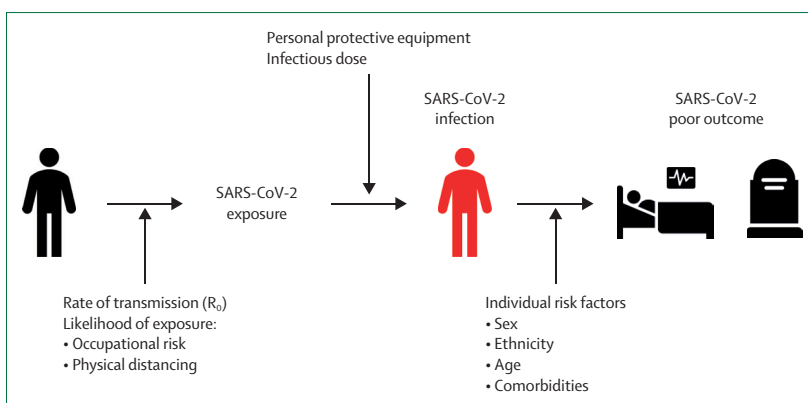 Personal protective equipment
Infectious dose
SARS-CoV-2
infection
SARS-CoV-2
poor outcome
SARS-CoV-2
exposure
Rate of transmission (R₀)
Likelihood of exposure:
• Occupational risk
• Physical distancing
Individual risk factors
• Sex
• Ethnicity
• Age
• Comorbidities